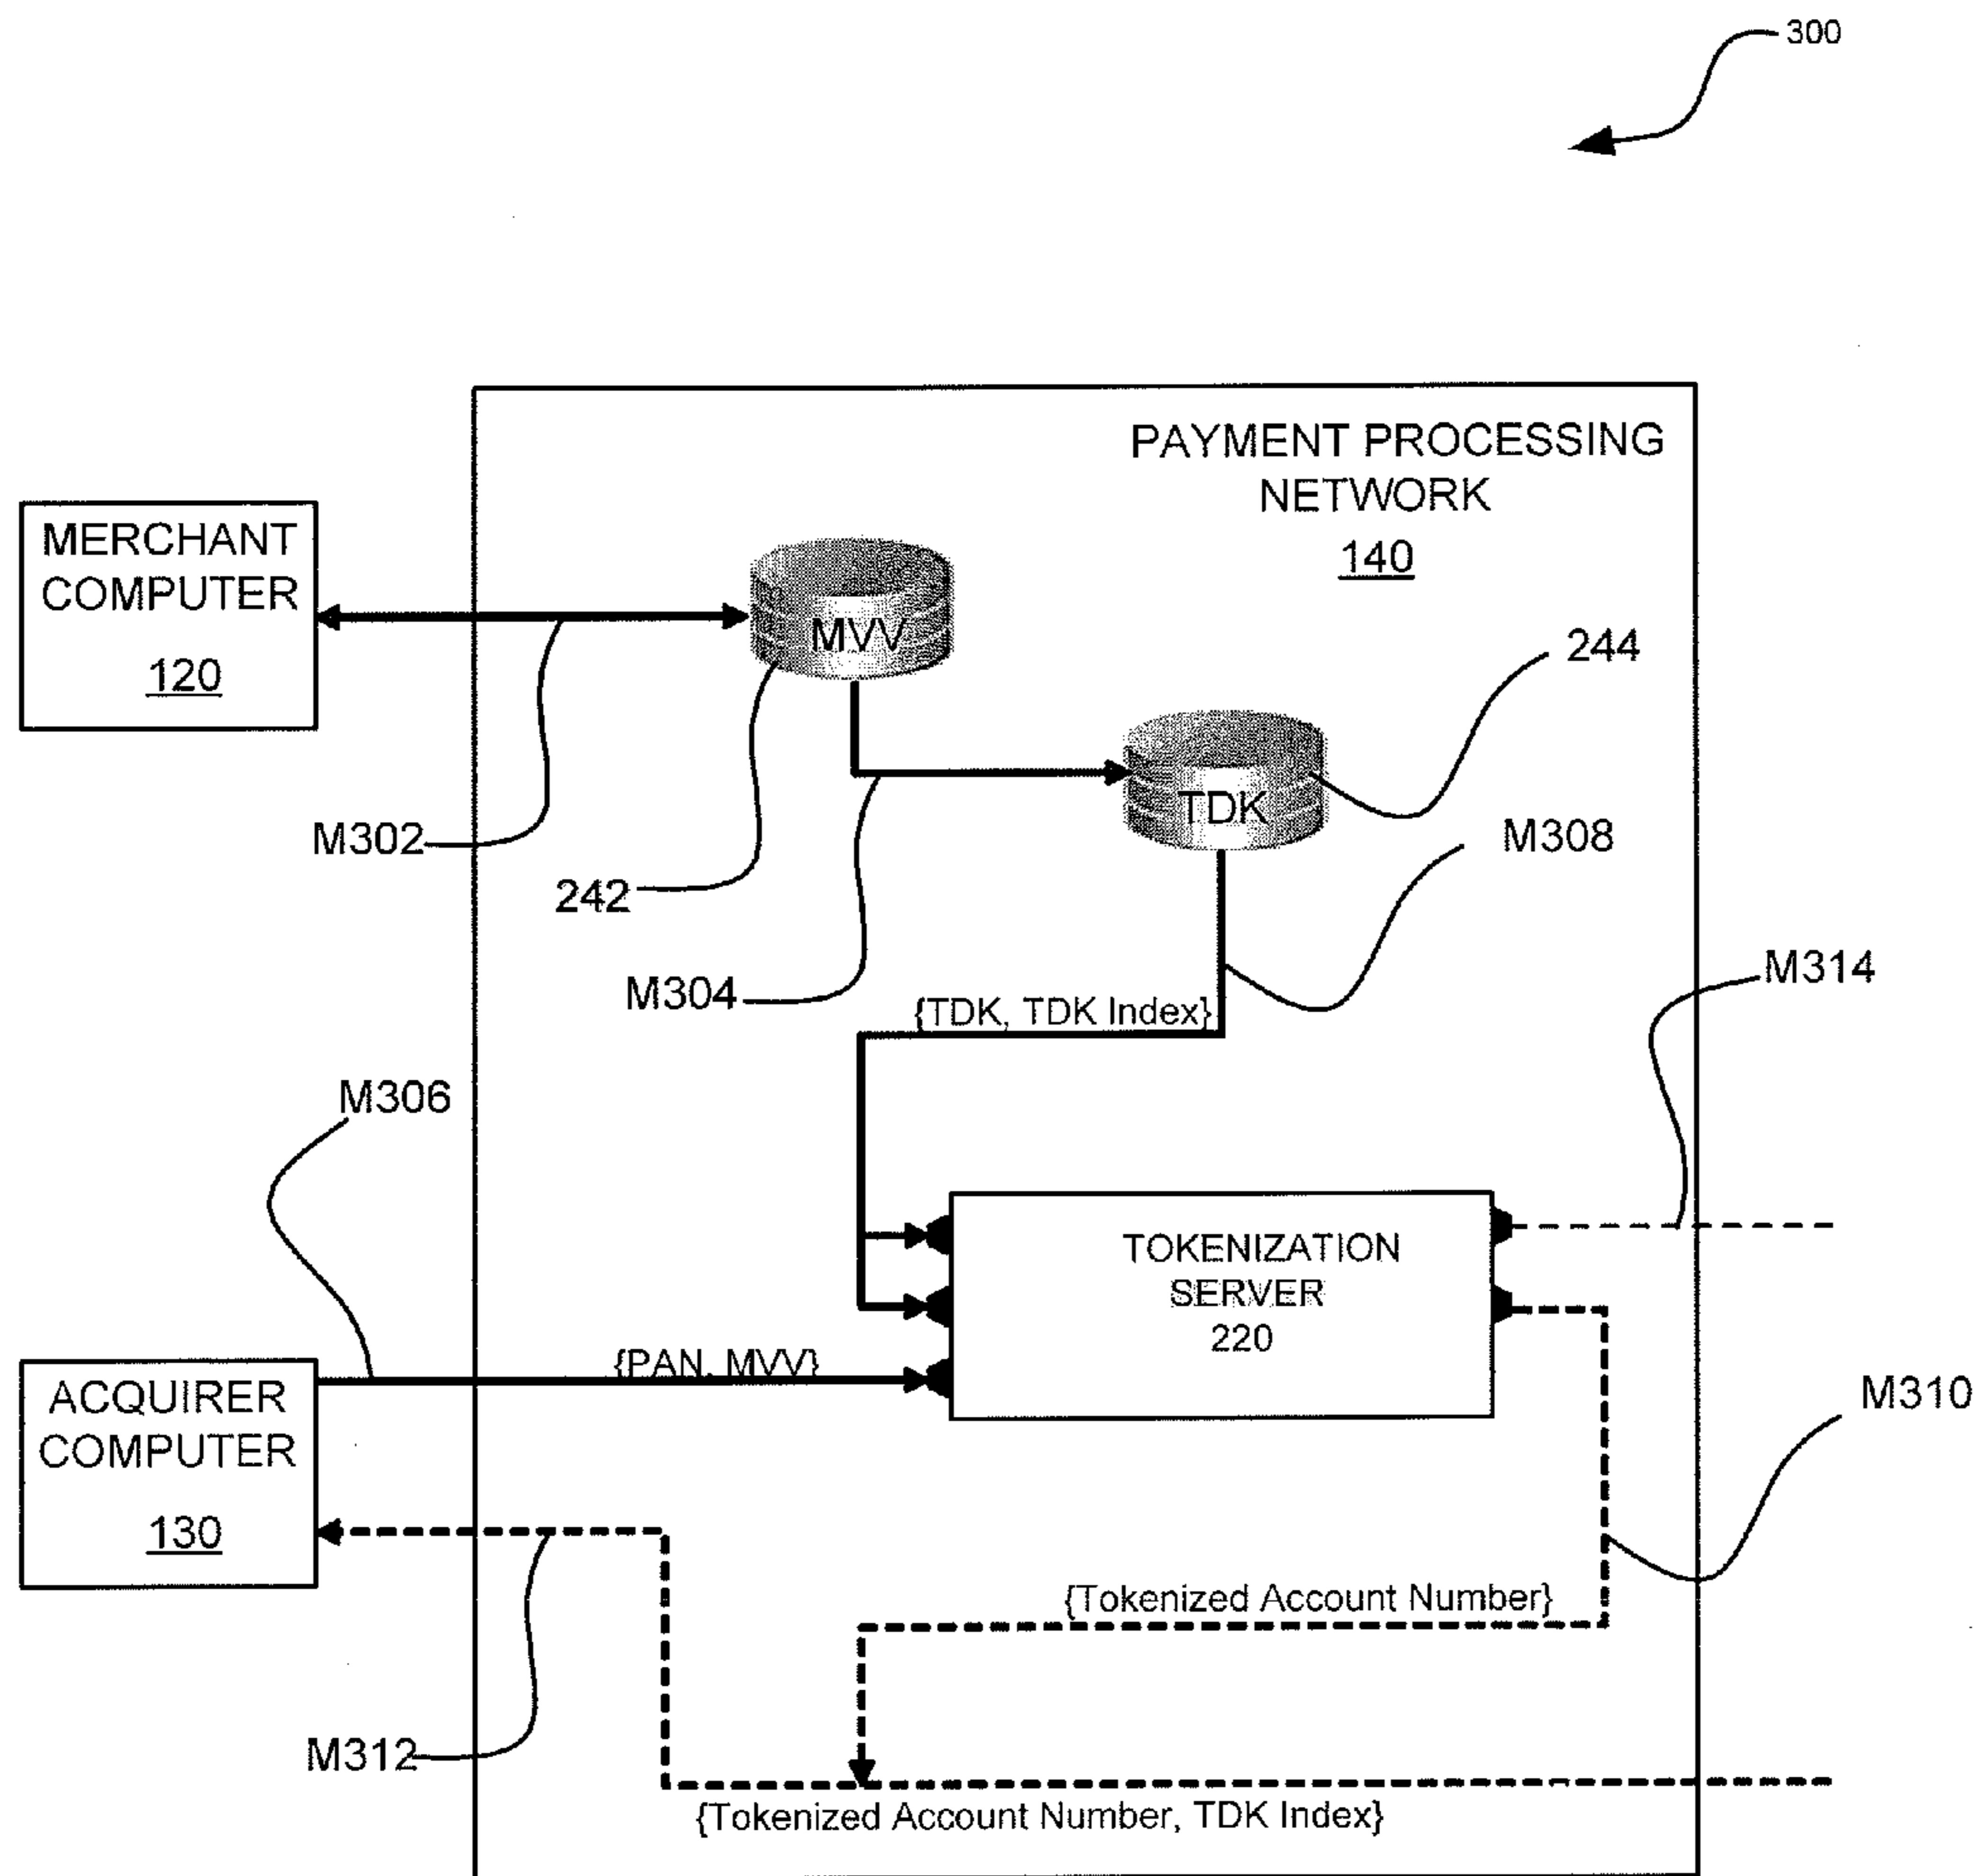 300
PAYMENT PROCESSING
NETWORK
140
MERCHANT
COMPUTER
120
MVV
244
TDK
M302
M308
242
M304
{TDK, TDK Index}
M314
M306
TOKENIZATION
SERVER
220
{PAN, MVV}
ACQUIRER
COMPUTER
130
M310
{Tokenized Account Number}
M312
{Tokenized Account Number, TDK Index}